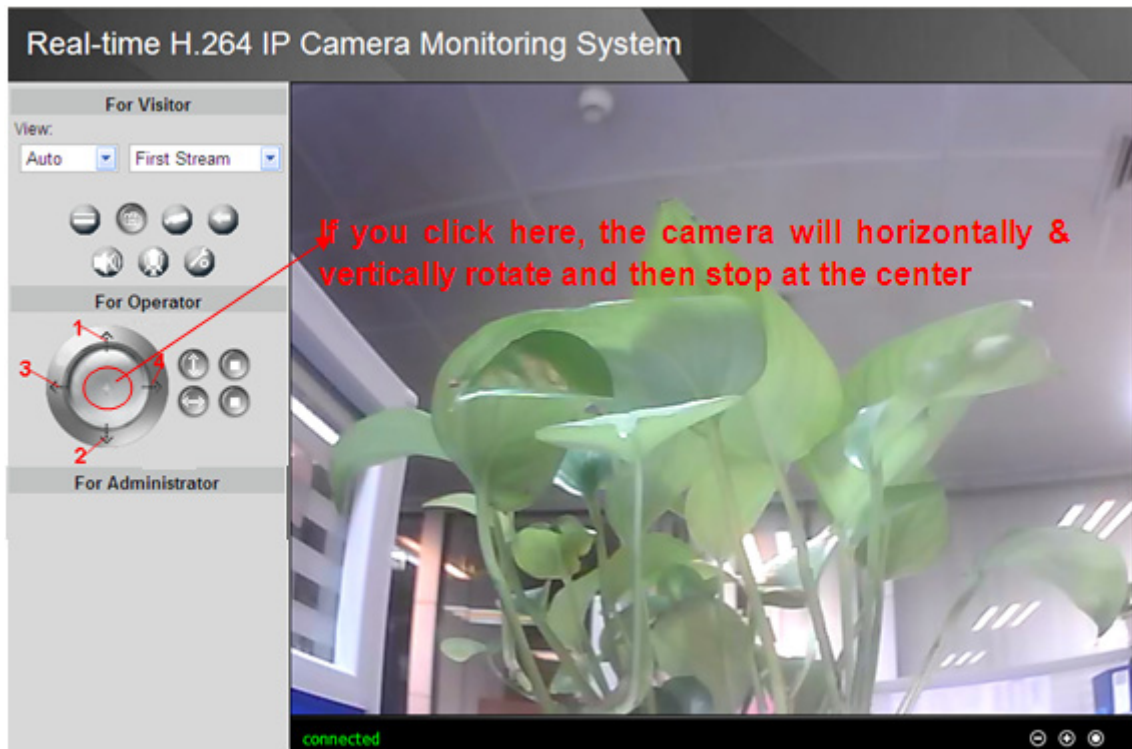 Real-time H.264 IP Camera Monitoring System
For Visitor
View:
Auto
First Stream
If you click here, the camera will horizontally &
vertically rotate and then stop at the center
For Operator
1
3
4
2
For Administrator
connected